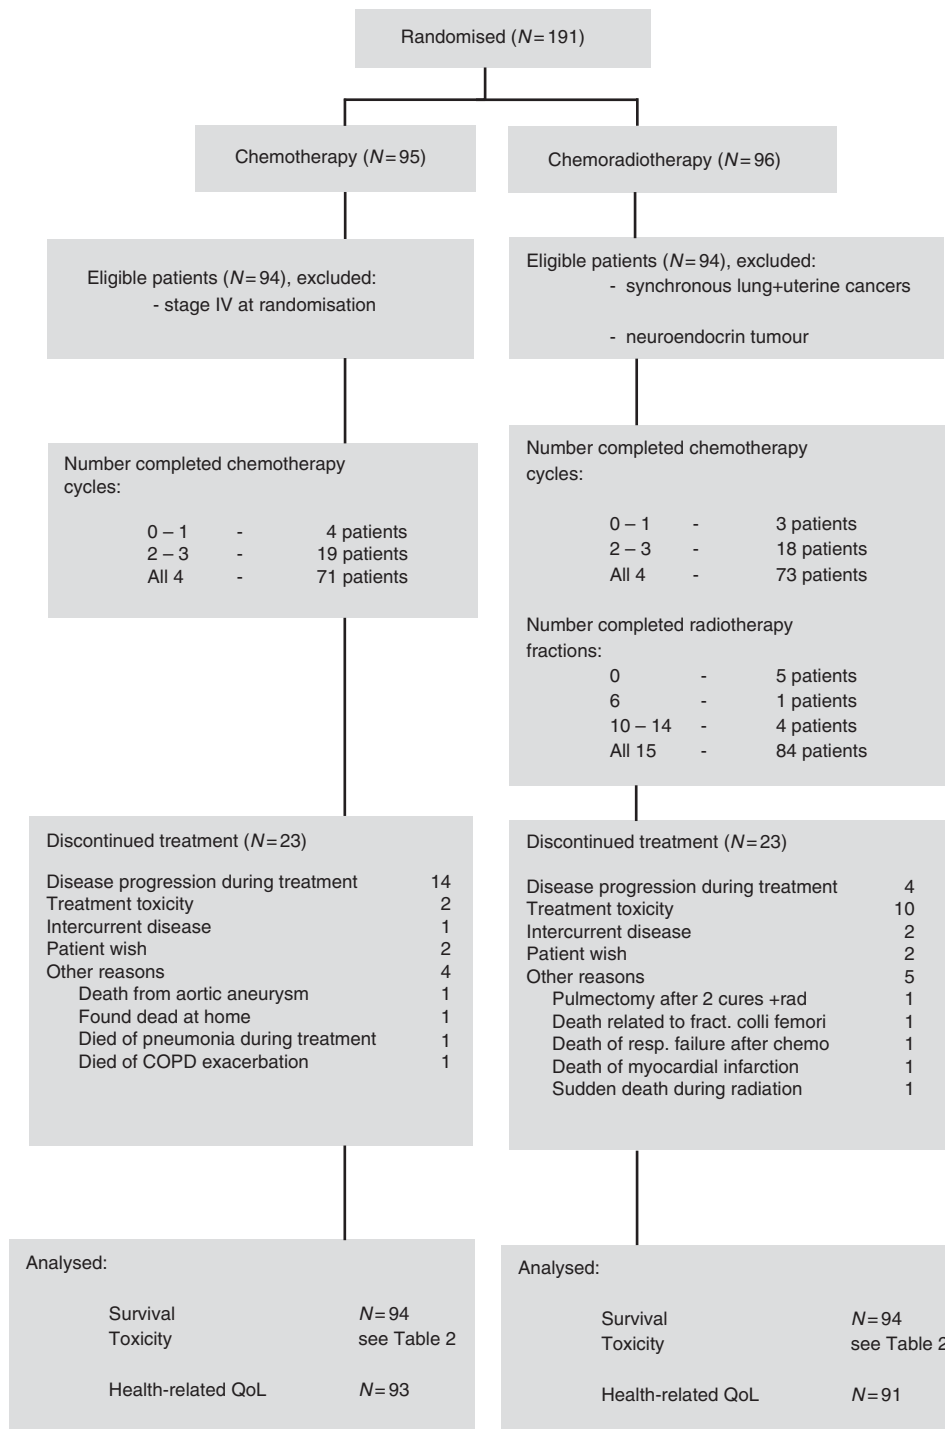 Randomised (N=191)
Chemotherapy (N=95)
Chemoradiotherapy (N=96)
Eligible patients (N=94), excluded:
- stage IV at randomisation
Eligible patients (N=94), excluded:
- synchronous lung+uterine cancers
- neuroendocrin tumour
Number completed chemotherapy
cycles:
0 – 1 - 4 patients
2 – 3 - 19 patients
All 4 - 71 patients
Number completed chemotherapy
cycles:
0 – 1 - 3 patients
2 – 3 - 18 patients
All 4 - 73 patients
Number completed radiotherapy
fractions:
0 - 5 patients
6 - 1 patients
10 – 14 - 4 patients
All 15 - 84 patients
Discontinued treatment (N=23)
Disease progression during treatment 14
Treatment toxicity 2
Intercurrent disease 1
Patient wish 2
Other reasons 4
Death from aortic aneurysm 1
Found dead at home 1
Died of pneumonia during treatment 1
Died of COPD exacerbation 1
Discontinued treatment (N=23)
Disease progression during treatment 4
Treatment toxicity 10
Intercurrent disease 2
Patient wish 2
Other reasons 5
Pulmectomy after 2 cures +rad 1
Death related to fract. colli femori 1
Death of resp. failure after chemo 1
Death of myocardial infarction 1
Sudden death during radiation 1
Analysed:
Survival N=94
Toxicity see Table 2
Health-related QoL N=93
Analysed:
Survival N=94
Toxicity see Table 2
Health-related QoL N=91